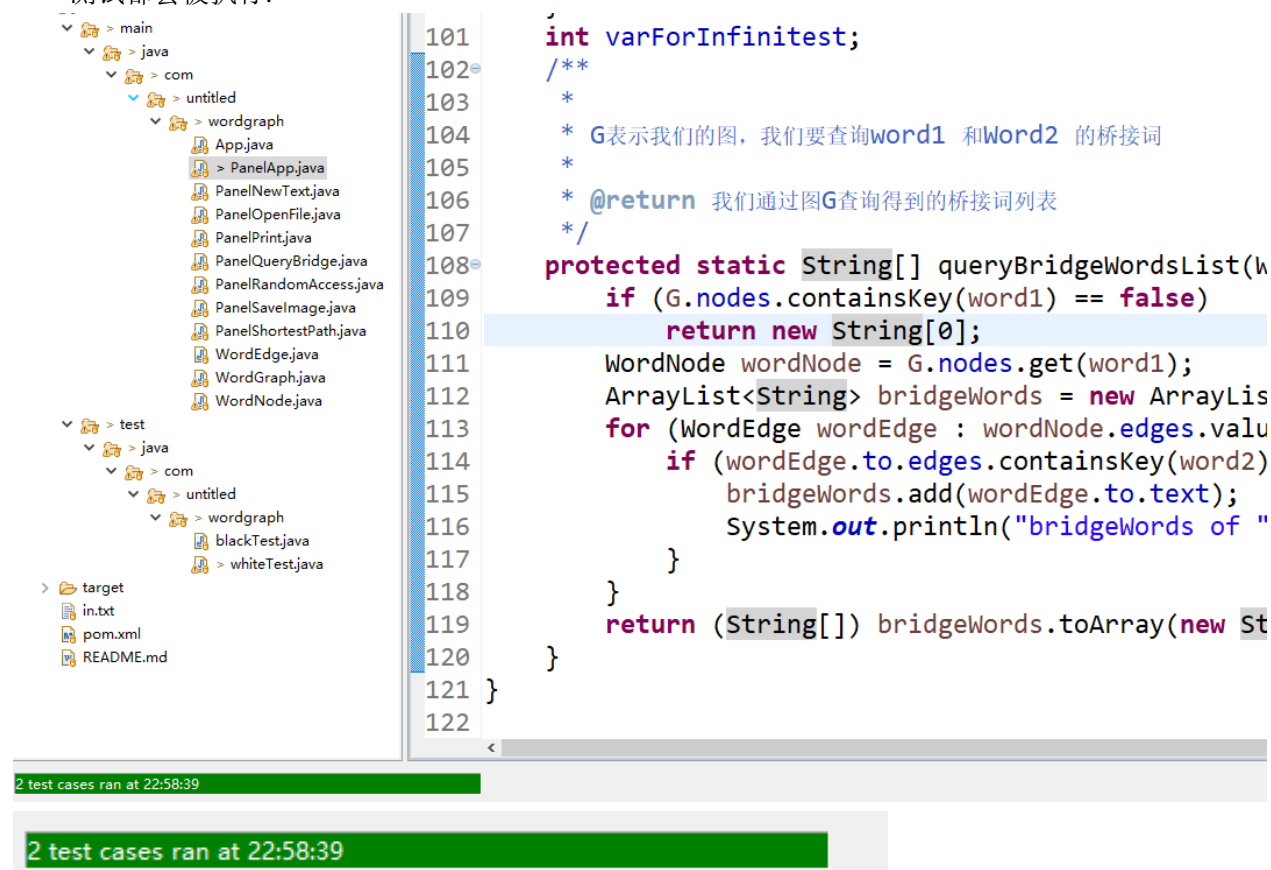 测试都会被执行.
> main
> java
> com
> untitled
> wordgraph
App.java
> PanelApp.java
PanelNewText.java
PanelOpenFile.java
PanelPrint.java
PanelQueryBridge.java
PanelRandomAccess.java
PanelSaveImage.java
PanelShortestPath.java
WordEdge.java
WordGraph.java
WordNode.java
> test
> java
> com
> untitled
> wordgraph
blackTest.java
> whiteTest.java
target
in.txt
pom.xml
README.md
101 int varForInfinitest;
102 /**
103 *
104 * G表示我们的图，我们要查询word1 和Word2 的桥接词
105 *
106 * @return 我们通过图G查询得到的桥接词列表
107 */
108 protected static String[] queryBridgeWordsList(W
109 if (G.nodes.containsKey(word1) == false)
110 return new String[0];
111 WordNode wordNode = G.nodes.get(word1);
112 ArrayList<String> bridgeWords = new ArrayLis
113 for (WordEdge wordEdge : wordNode.edges.valu
114 if (wordEdge.to.edges.containsKey(word2)
115 bridgeWords.add(wordEdge.to.text);
116 System.out.println("bridgeWords of "
117 }
118 }
119 return (String[]) bridgeWords.toArray(new St
120 }
121 }
122
2 test cases ran at 22:58:39
2 test cases ran at 22:58:39